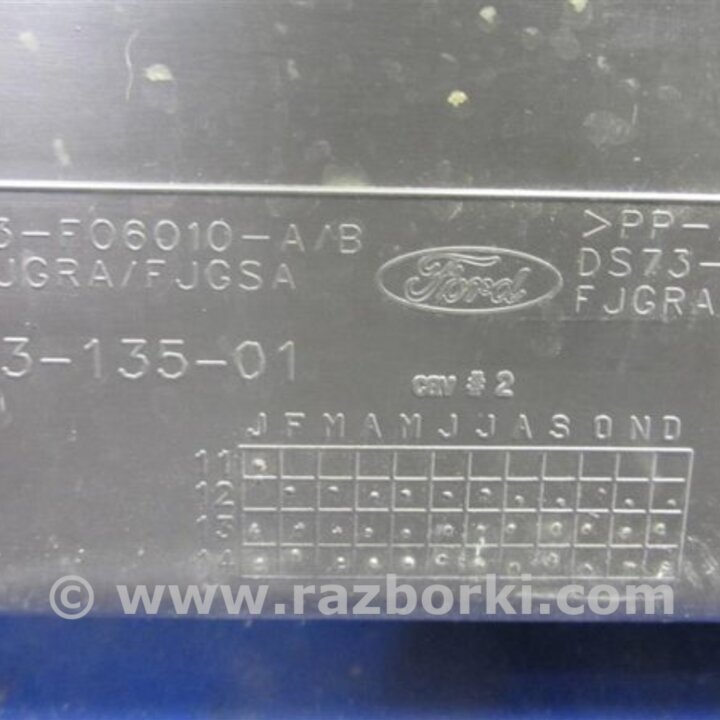 3-F06010-A/B
JGRA/FJGSA
Ford
>PP-
DS73-
FJGRA
3-135-01
CAV # 2
J F M A M J J A S O N D
11
12
13
14
© www.razborki.com